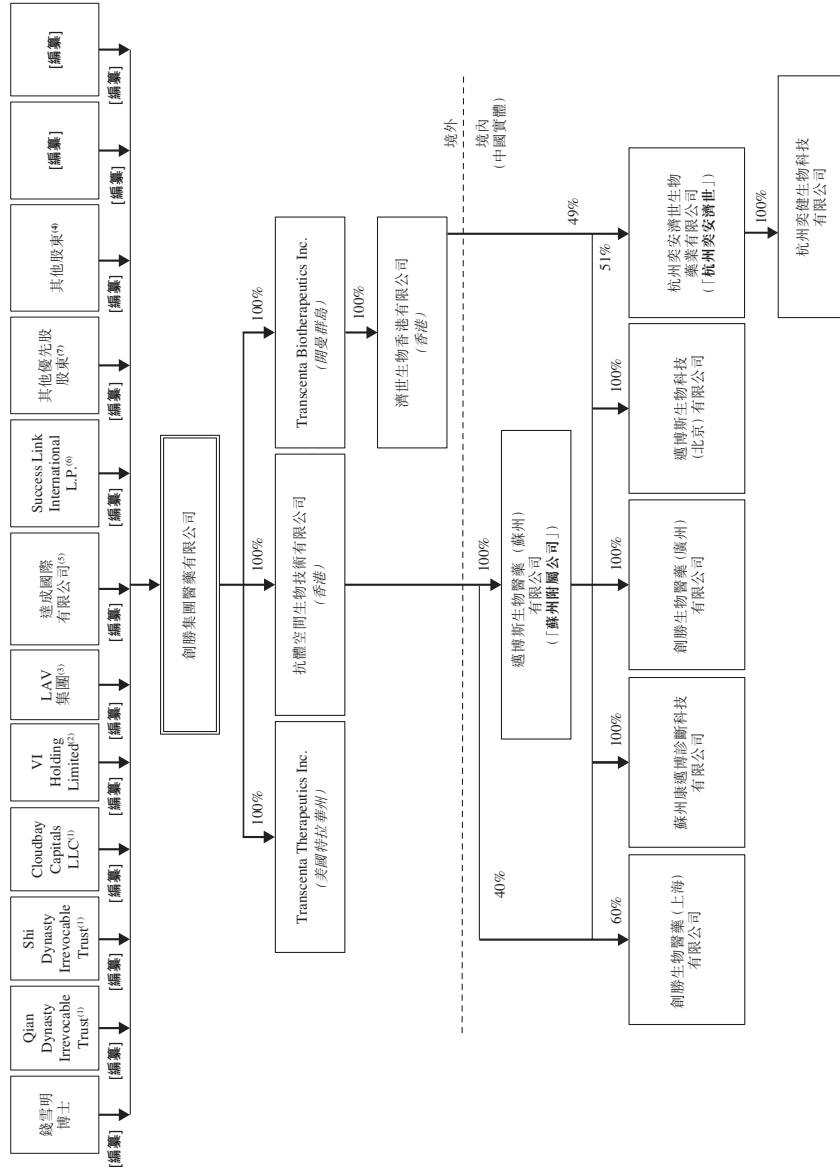 錢雪明
博士
Qian
Dynasty
Irrevocable
Trust(1)
Shi
Dynasty
Irrevocable
Trust(1)
Cloudbay
Capitals
LLC(1)
VI
Holding
Limited(2)
LAV
集團(3)
達成國際
有限公司(5)
Success Link
International
L.P.(6)
其他優先股
股東(7)
其他股東(4)
[編纂]
[編纂]
[編纂]
[編纂]
[編纂]
[編纂]
[編纂]
[編纂]
[編纂]
[編纂]
[編纂]
[編纂]
[編纂]
[編纂]
創勝集團醫藥有限公司
100%
100%
100%
Transcenta Therapeutics Inc.
(美國特拉華州)
抗體空間生物技術有限公司
(香港)
Transcenta Biotherapeutics Inc.
(開曼群島)
100%
濟世生物香港有限公司
(香港)
境外
境內
(中國實體)
40%
100%
49%
邁博斯生物醫藥(蘇州)
有限公司
(「蘇州附屬公司」)
60%
100%
100%
100%
51%
創勝生物醫藥(上海)
有限公司
蘇州康邁博診斷科技
有限公司
創勝生物醫藥(廣州)
有限公司
邁博斯生物科技
(北京)有限公司
杭州奕安濟世生物
藥業有限公司
(「杭州奕安濟世」)
100%
杭州奕健生物科技
有限公司